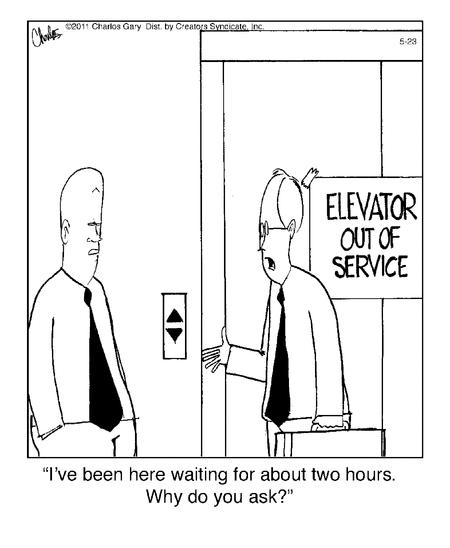 Charles
©2011 Charlos Gary Dist. by Creators Syndicate, Inc.
5-23
ELEVATOR
OUT OF
SERVICE
“I’ve been here waiting for about two hours.
Why do you ask?”